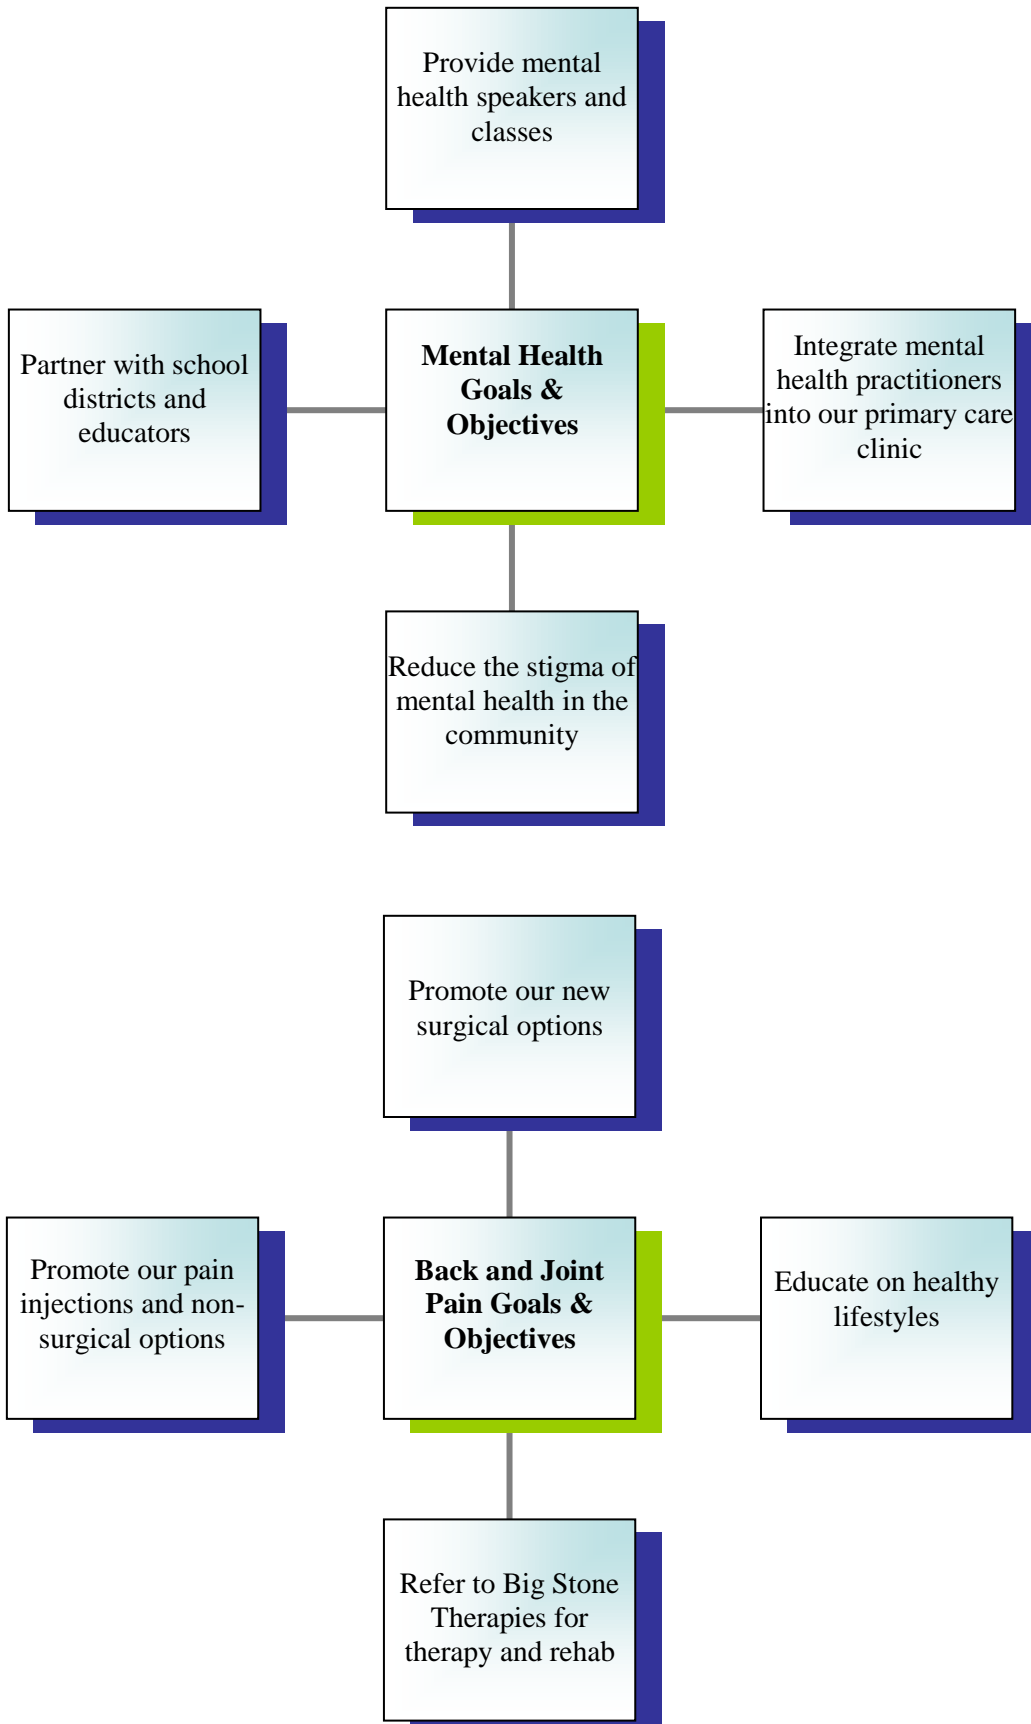 Provide mental
health speakers and
classes
Partner with school
districts and
educators
Mental Health
Goals &
Objectives
Integrate mental
health practitioners
into our primary care
clinic
Reduce the stigma of
mental health in the
community
Promote our new
surgical options
Promote our pain
injections and non-
surgical options
Back and Joint
Pain Goals &
Objectives
Educate on healthy
lifestyles
Refer to Big Stone
Therapies for
therapy and rehab